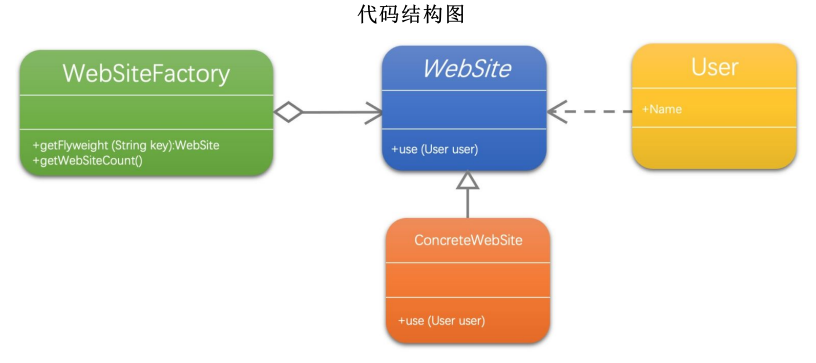 代码结构图
WebSiteFactory
+getFlyweight (String key):WebSite
+getWebSiteCount()
WebSite
+use (User user)
User
+Name
ConcreteWebSite
+use (User user)